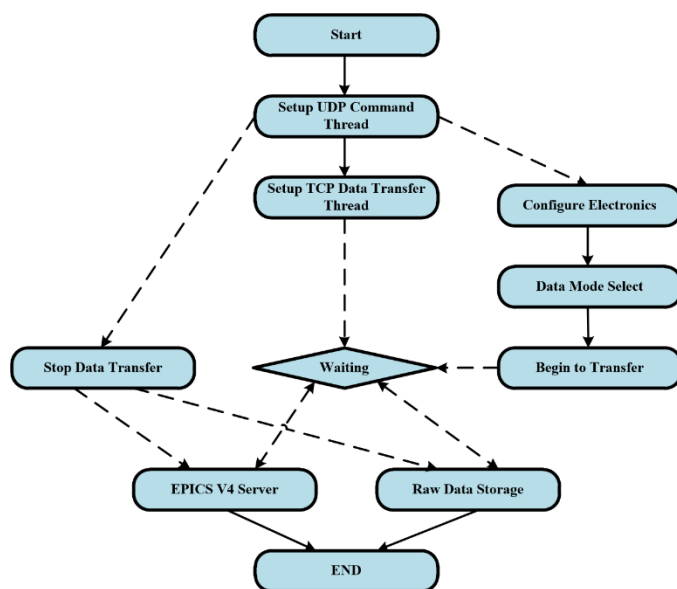 Start
Setup UDP Command
Thread
Setup TCP Data Transfer
Thread
Configure Electronics
Data Mode Select
Stop Data Transfer
Waiting
Begin to Transfer
EPICS V4 Server
Raw Data Storage
END